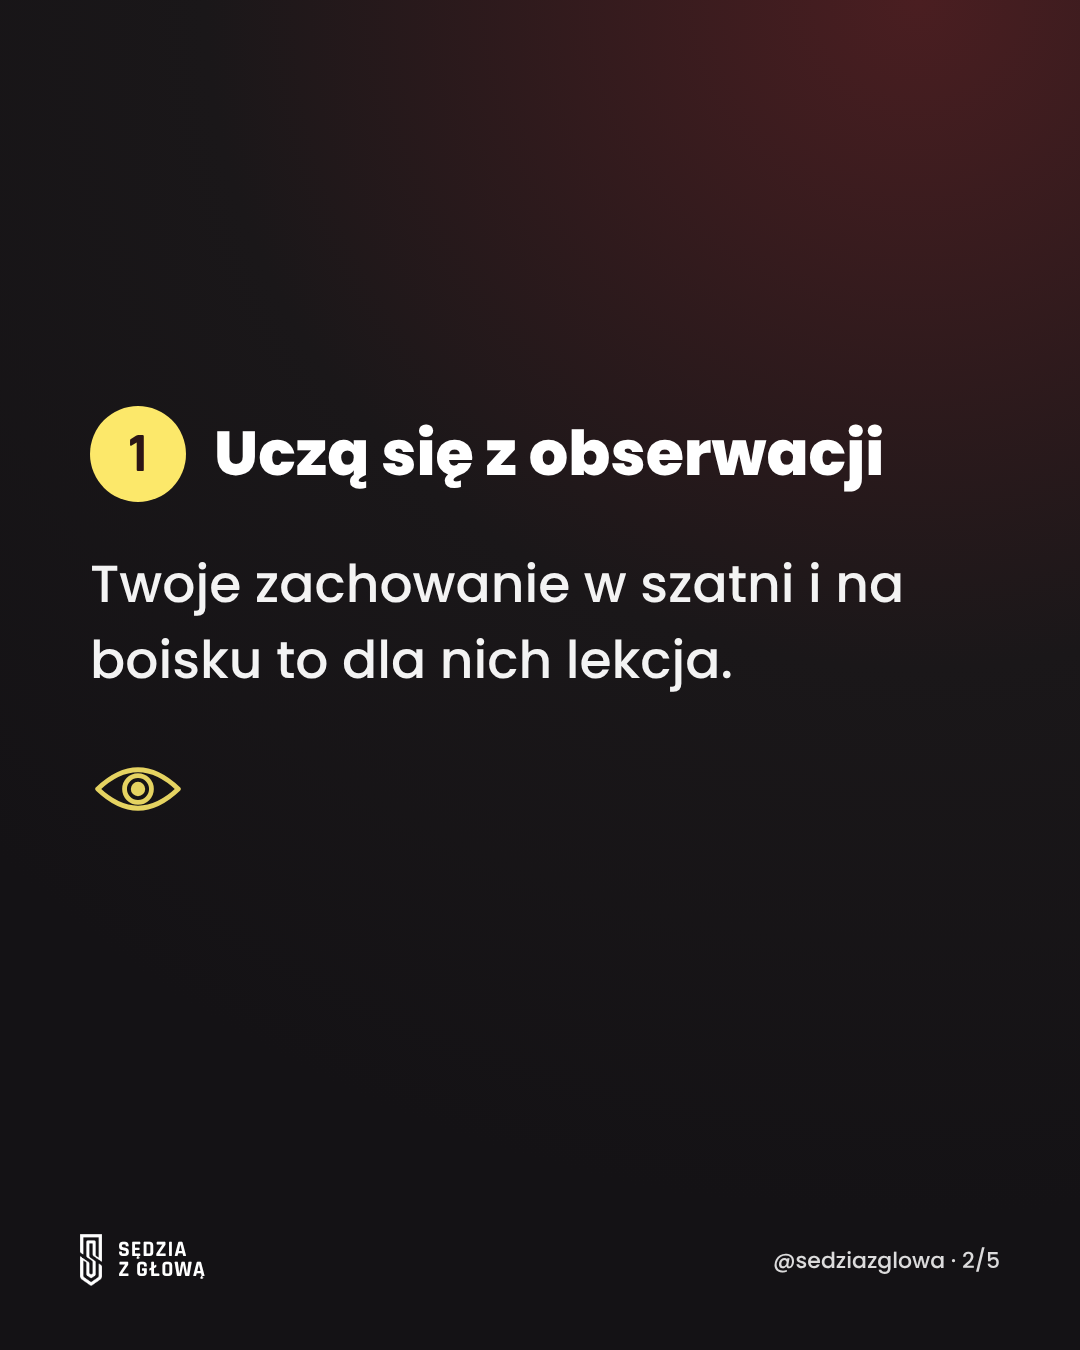 1 Uczą się z obserwacji
Twoje zachowanie w szatni i na
boisku to dla nich lekcja.
SĘDZIA
Z GŁOWĄ
@sedziazglowa · 2/5